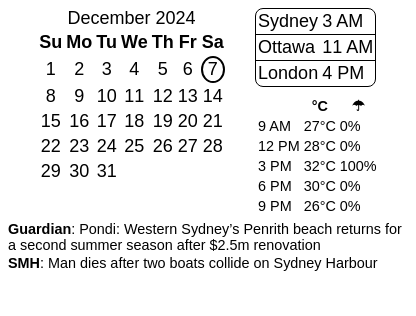 December 2024
Su Mo Tu We Th Fr Sa
1 2 3 4 5 6 7
8 9 10 11 12 13 14
15 16 17 18 19 20 21
22 23 24 25 26 27 28
29 30 31
Sydney 3 AM
Ottawa 11 AM
London 4 PM
°C ☂
9 AM 27°C 0%
12 PM 28°C 0%
3 PM 32°C 100%
6 PM 30°C 0%
9 PM 26°C 0%
Guardian: Pondi: Western Sydney’s Penrith beach returns for
a second summer season after $2.5m renovation
SMH: Man dies after two boats collide on Sydney Harbour